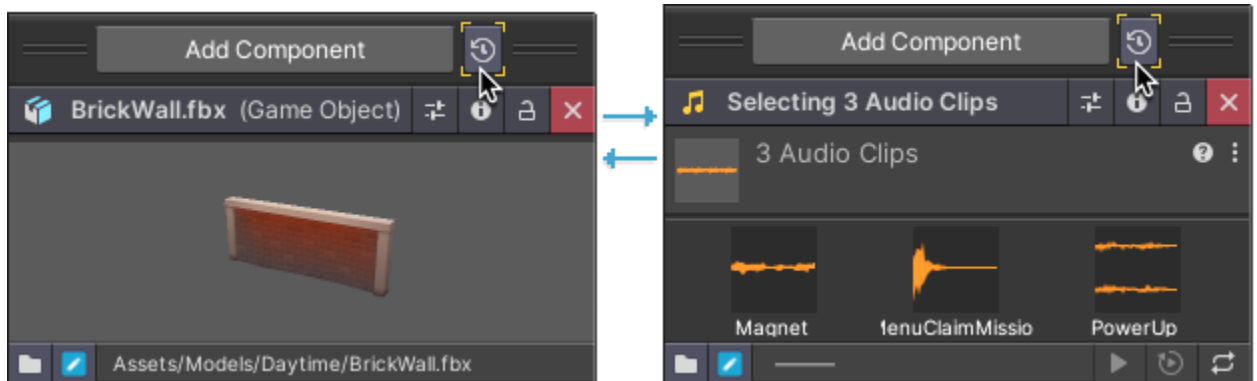 Add Component
BrickWall.fbx (Game Object)
Assets/Models/Daytime/BrickWall.fbx
Add Component
Selecting 3 Audio Clips
3 Audio Clips
Magnet lenuClaimMissio PowerUp